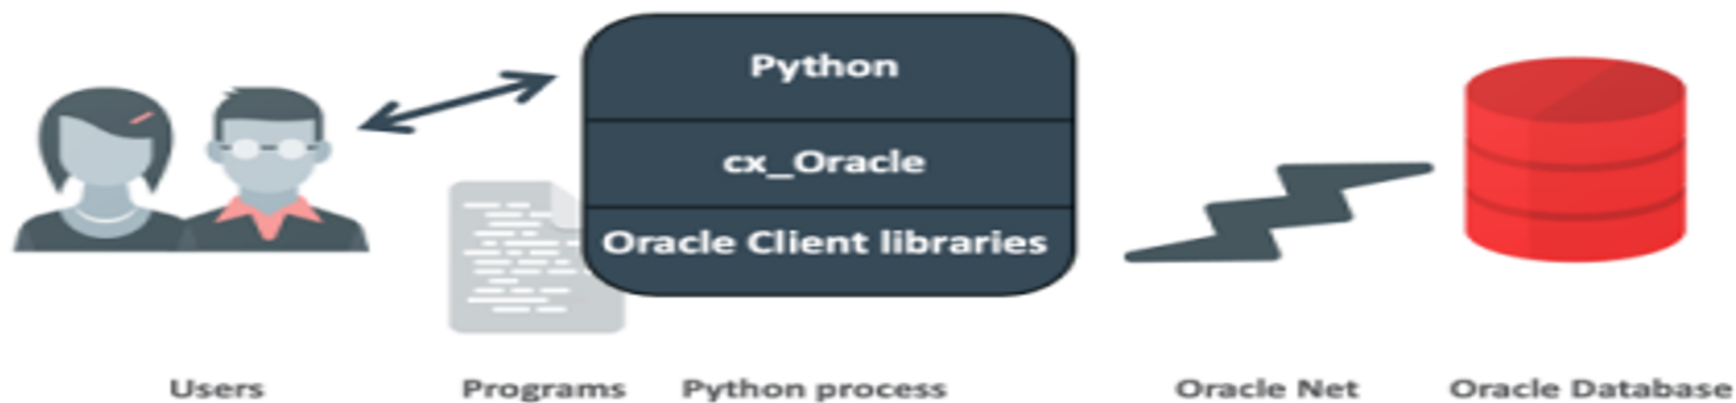 Python
cx_Oracle
Oracle Client libraries
Users
Programs
Python process
Oracle Net
Oracle Database